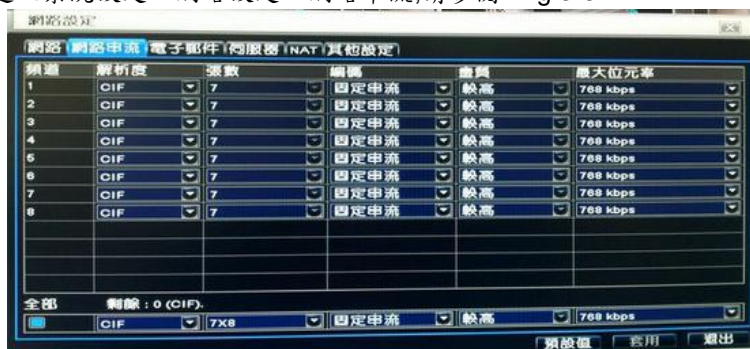 網路設定
網路 網路串流 電子郵件 伺服器 NAT 其他設定
頻道 解析度 張數 編碼 畫質 最大位元率
1 CIF 7 固定串流 較高 768 kbps
2 CIF 7 固定串流 較高 768 kbps
3 CIF 7 固定串流 較高 768 kbps
4 CIF 7 固定串流 較高 768 kbps
5 CIF 7 固定串流 較高 768 kbps
6 CIF 7 固定串流 較高 768 kbps
7 CIF 7 固定串流 較高 768 kbps
8 CIF 7 固定串流 較高 768 kbps
全部 剩餘：0 (CIF).
CIF 7X8 固定串流 較高 768 kbps
預設值 套用 退出